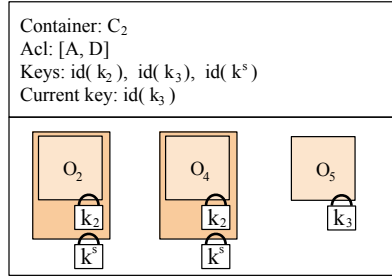 Container: C₂
Acl: [A, D]
Keys: id( k₂ ), id( k₃ ), id( kˢ )
Current key: id( k₃ )
O₂ O₄ O₅
k₂ k₂ k₃
kˢ kˢ